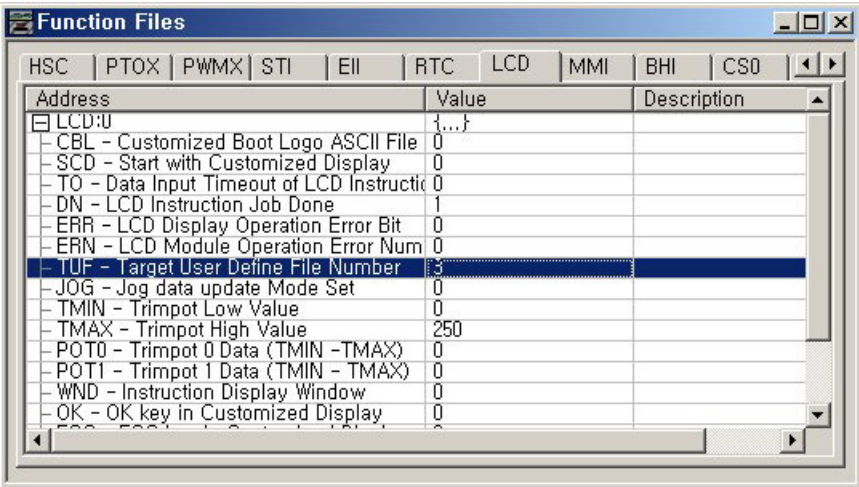 Function Files
HSC PTOX PWMX STI EII RTC LCD MMI BHI CS0
Address Value Description
LCD:0 {...}
CBL - Customized Boot Logo ASCII File 0
SCD - Start with Customized Display 0
TO - Data Input Timeout of LCD Instructi 0
DN - LCD Instruction Job Done 1
ERR - LCD Display Operation Error Bit 0
ERN - LCD Module Operation Error Num 0
TUF - Target User Define File Number 3
JOG - Jog data update Mode Set 0
TMIN - Trimpot Low Value 0
TMAX - Trimpot High Value 250
POT0 - Trimpot 0 Data (TMIN -TMAX) 0
POT1 - Trimpot 1 Data (TMIN - TMAX) 0
WND - Instruction Display Window 0
OK - OK key in Customized Display 0